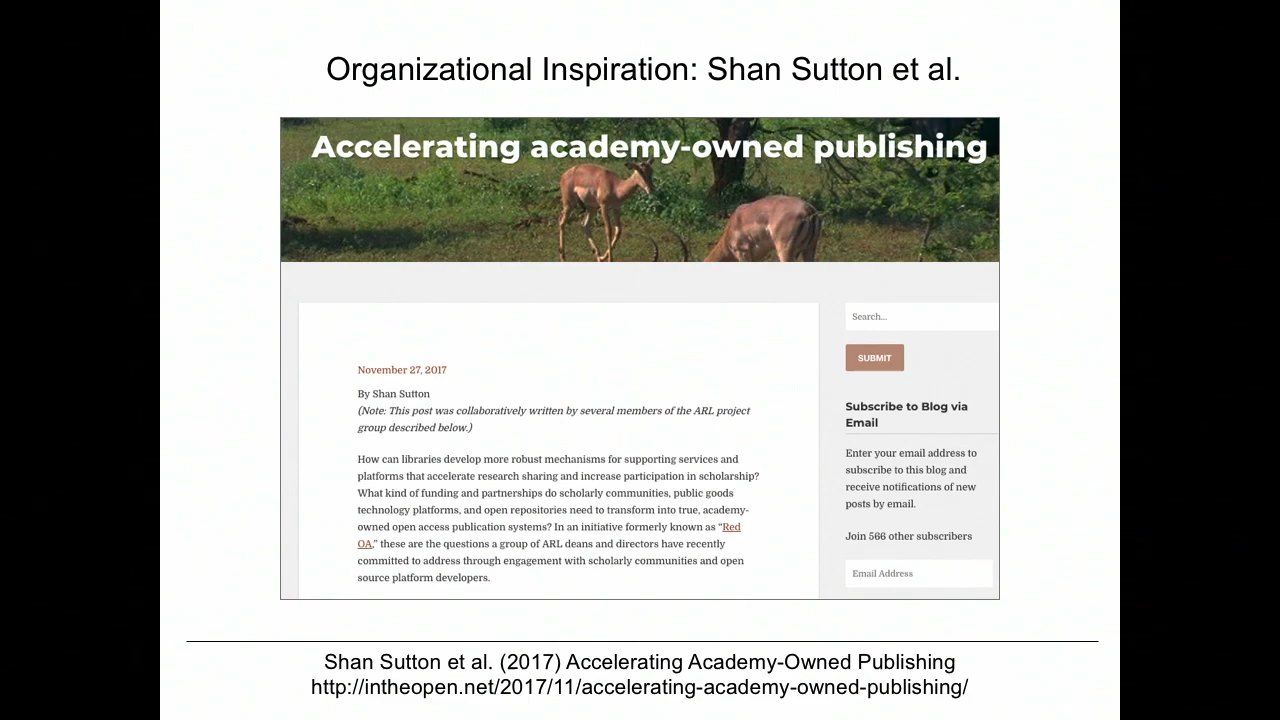 Organizational Inspiration: Shan Sutton et al.
Accelerating academy-owned publishing
November 27, 2017
By Shan Sutton
(Note: This post was collaboratively written by several members of the ARL project
group described below.)
How can libraries develop more robust mechanisms for supporting services and
platforms that accelerate research sharing and increase participation in scholarship?
What kind of funding and partnerships do scholarly communities, public goods
technology platforms, and open repositories need to transform into true, academy-
owned open access publication systems? In an initiative formerly known as “Red
OA,” these are the questions a group of ARL deans and directors have recently
committed to address through engagement with scholarly communities and open
source platform developers.
Search...
SUBMIT
Subscribe to Blog via
Email
Enter your email address to
subscribe to this blog and
receive notifications of new
posts by email.
Join 566 other subscribers
Email Address
Shan Sutton et al. (2017) Accelerating Academy-Owned Publishing
http://intheopen.net/2017/11/accelerating-academy-owned-publishing/